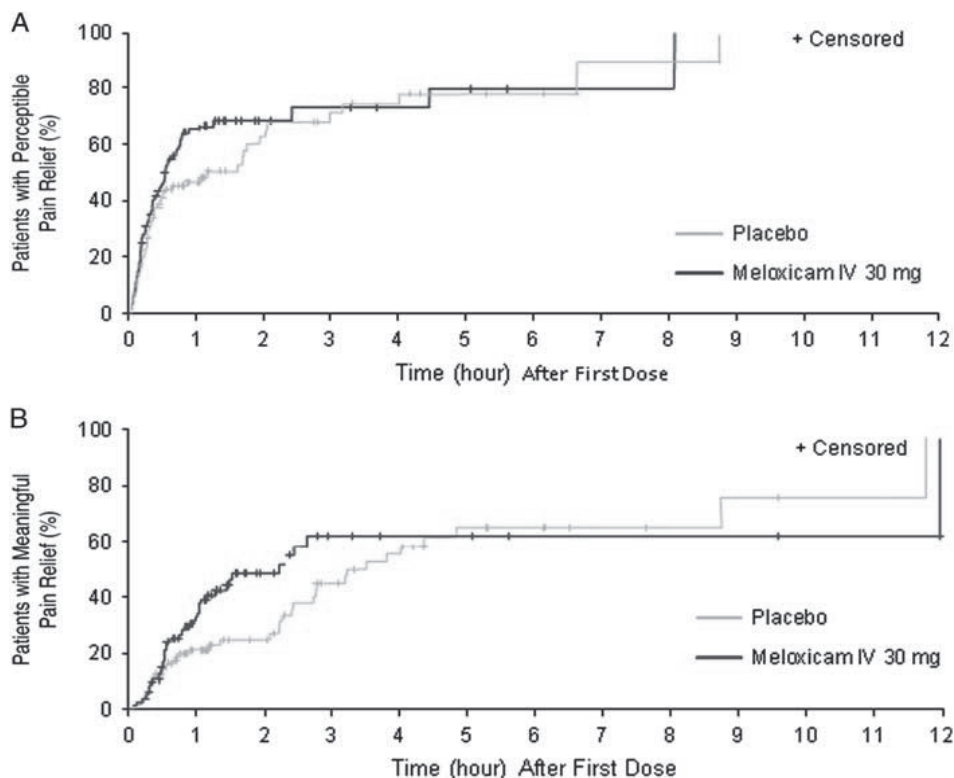 A
100
80
60
40
20
0
Patients with Perceptible
Pain Relief (%)
+ Censored
Placebo
Meloxicam IV 30 mg
0 1 2 3 4 5 6 7 8 9 10 11 12
Time (hour) After First Dose
B
100
80
60
40
20
0
Patients with Meaningful
Pain Relief (%)
+ Censored
Placebo
Meloxicam IV 30 mg
0 1 2 3 4 5 6 7 8 9 10 11 12
Time (hour) After First Dose